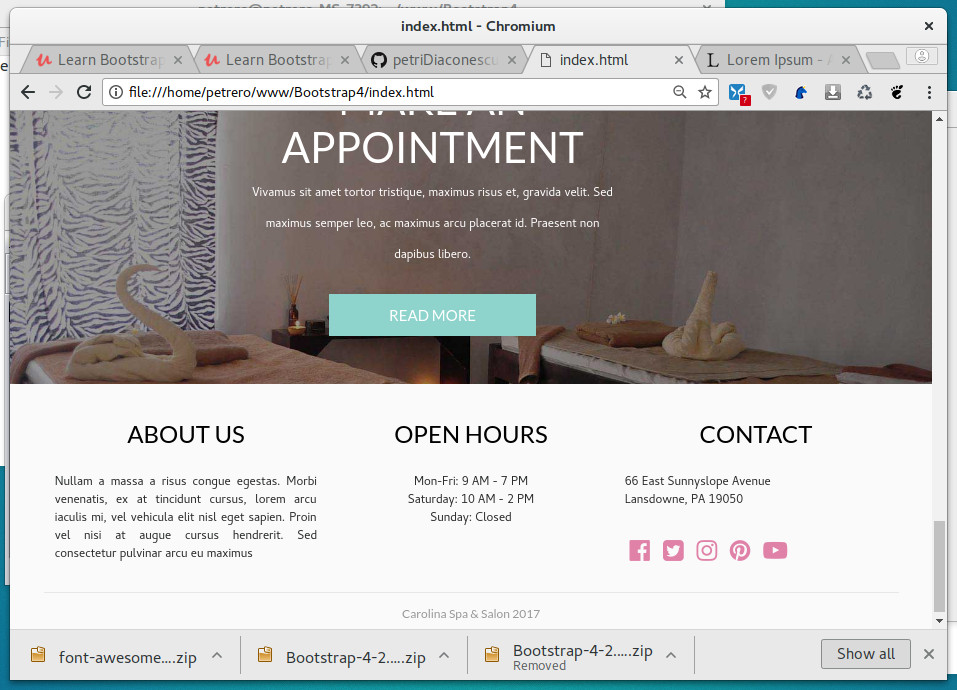 index.html - Chromium
Learn Bootstrap
Learn Bootstrap
petriDiaconescu
index.html
Lorem Ipsum - A
file:///home/petrero/www/Bootstrap4/index.html
MAKE AN
APPOINTMENT
Vivamus sit amet tortor tristique, maximus risus et, gravida velit. Sed
maximus semper leo, ac maximus arcu placerat id. Praesent non
dapibus libero.
READ MORE
ABOUT US
Nullam a massa a risus congue egestas. Morbi
venenatis, ex at tincidunt cursus, lorem arcu
iaculis mi, vel vehicula elit nisl eget sapien. Proin
vel nisi at augue cursus hendrerit. Sed
consectetur pulvinar arcu eu maximus
OPEN HOURS
Mon-Fri: 9 AM - 7 PM
Saturday: 10 AM - 2 PM
Sunday: Closed
CONTACT
66 East Sunnyslope Avenue
Lansdowne, PA 19050
Carolina Spa & Salon 2017
font-awesome....zip
Bootstrap-4-2.....zip
Bootstrap-4-2.....zip
Removed
Show all